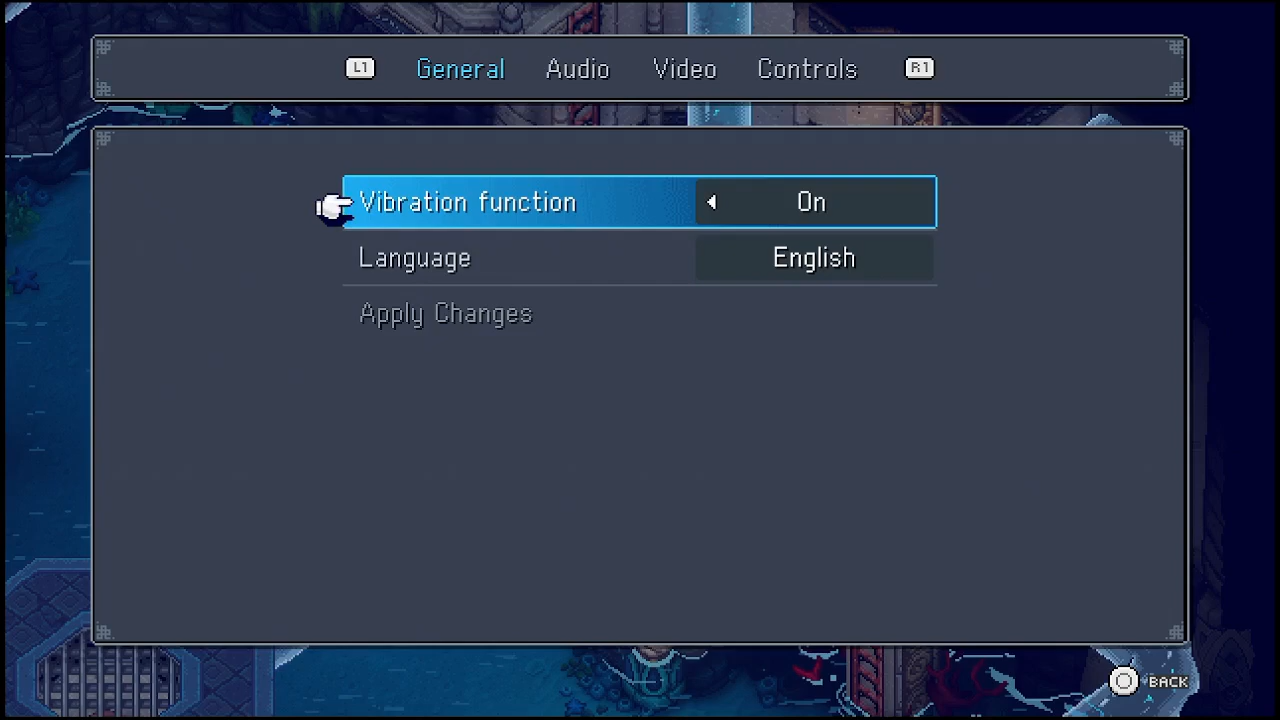 L1 General Audio Video Controls R1
Vibration function On
Language English
Apply Changes
BACK